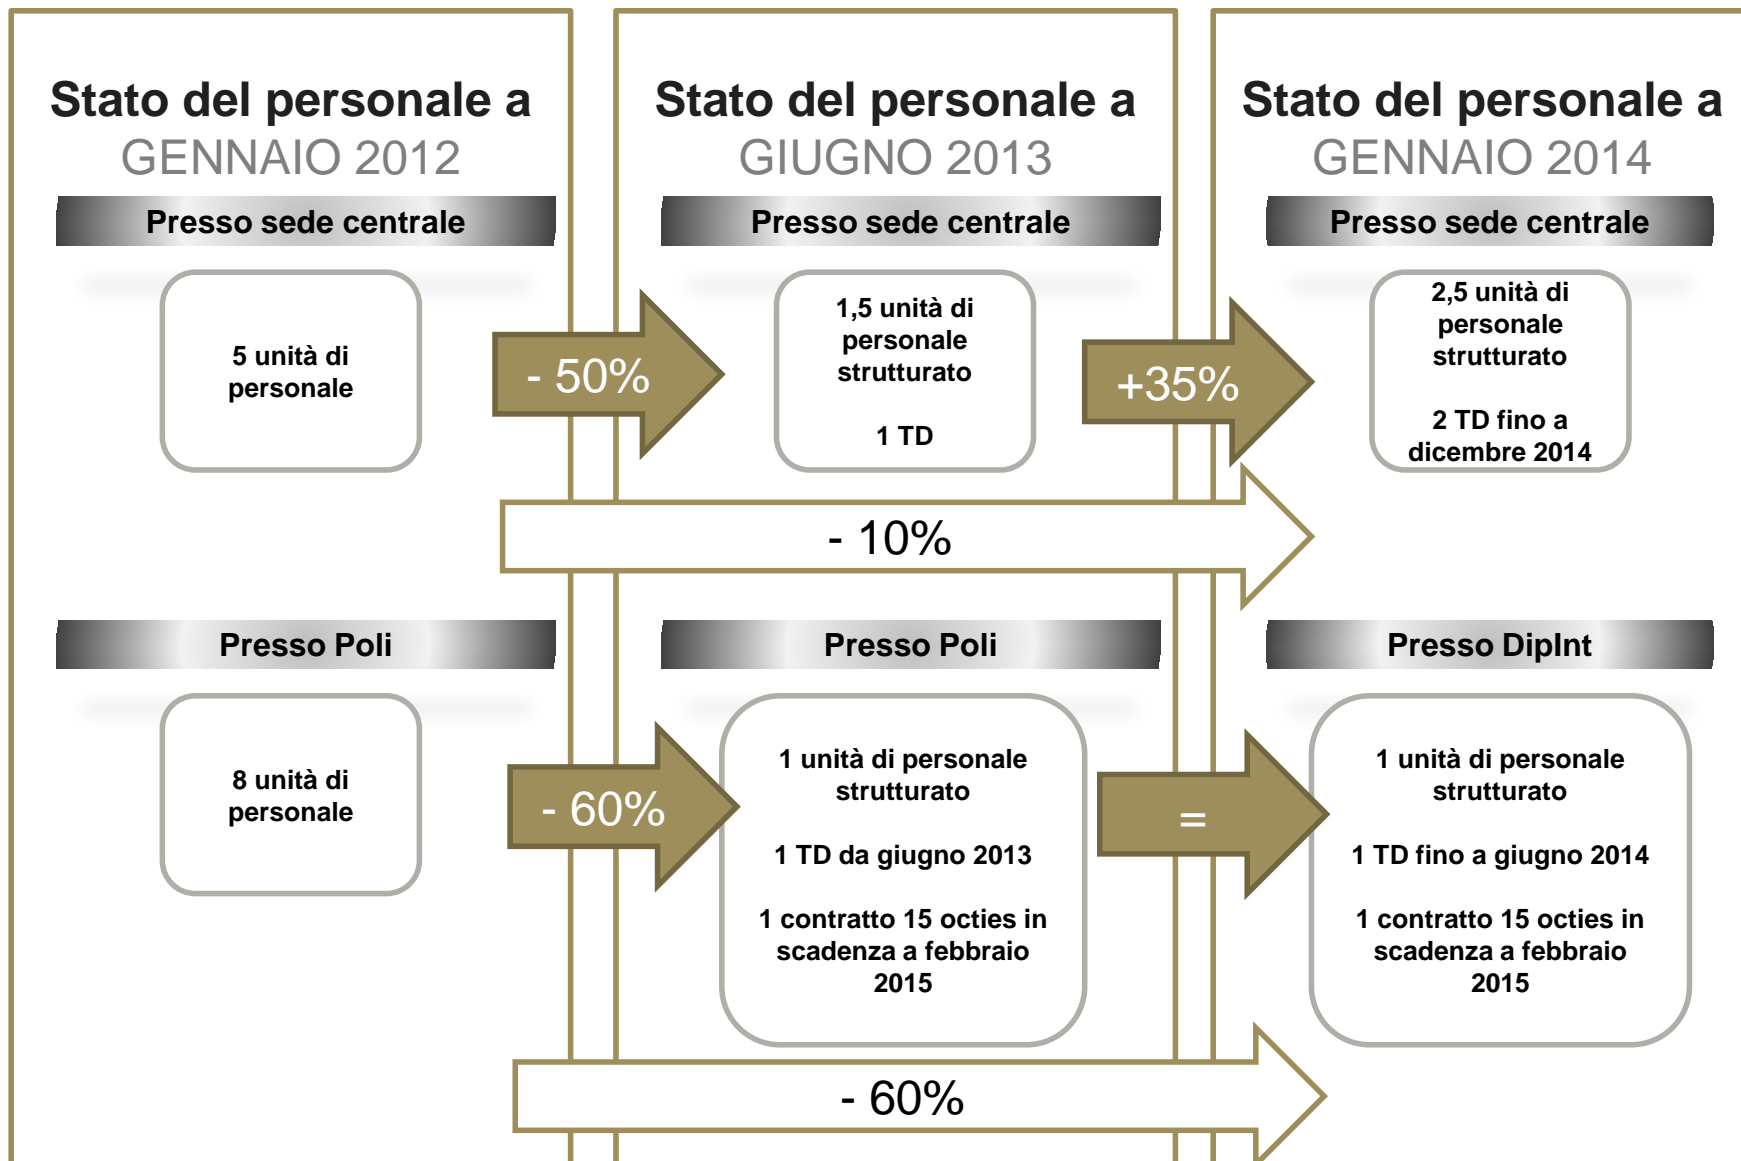 Stato del personale a
GENNAIO 2012
Presso sede centrale
5 unità di
personale
- 50%
Stato del personale a
GIUGNO 2013
Presso sede centrale
1,5 unità di
personale
strutturato
1 TD
+35%
Stato del personale a
GENNAIO 2014
Presso sede centrale
2,5 unità di
personale
strutturato
2 TD fino a
dicembre 2014
- 10%
Presso Poli
8 unità di
personale
- 60%
Presso Poli
1 unità di personale
strutturato
1 TD da giugno 2013
1 contratto 15 octies in
scadenza a febbraio
2015
=
Presso DipInt
1 unità di personale
strutturato
1 TD fino a giugno 2014
1 contratto 15 octies in
scadenza a febbraio
2015
- 60%